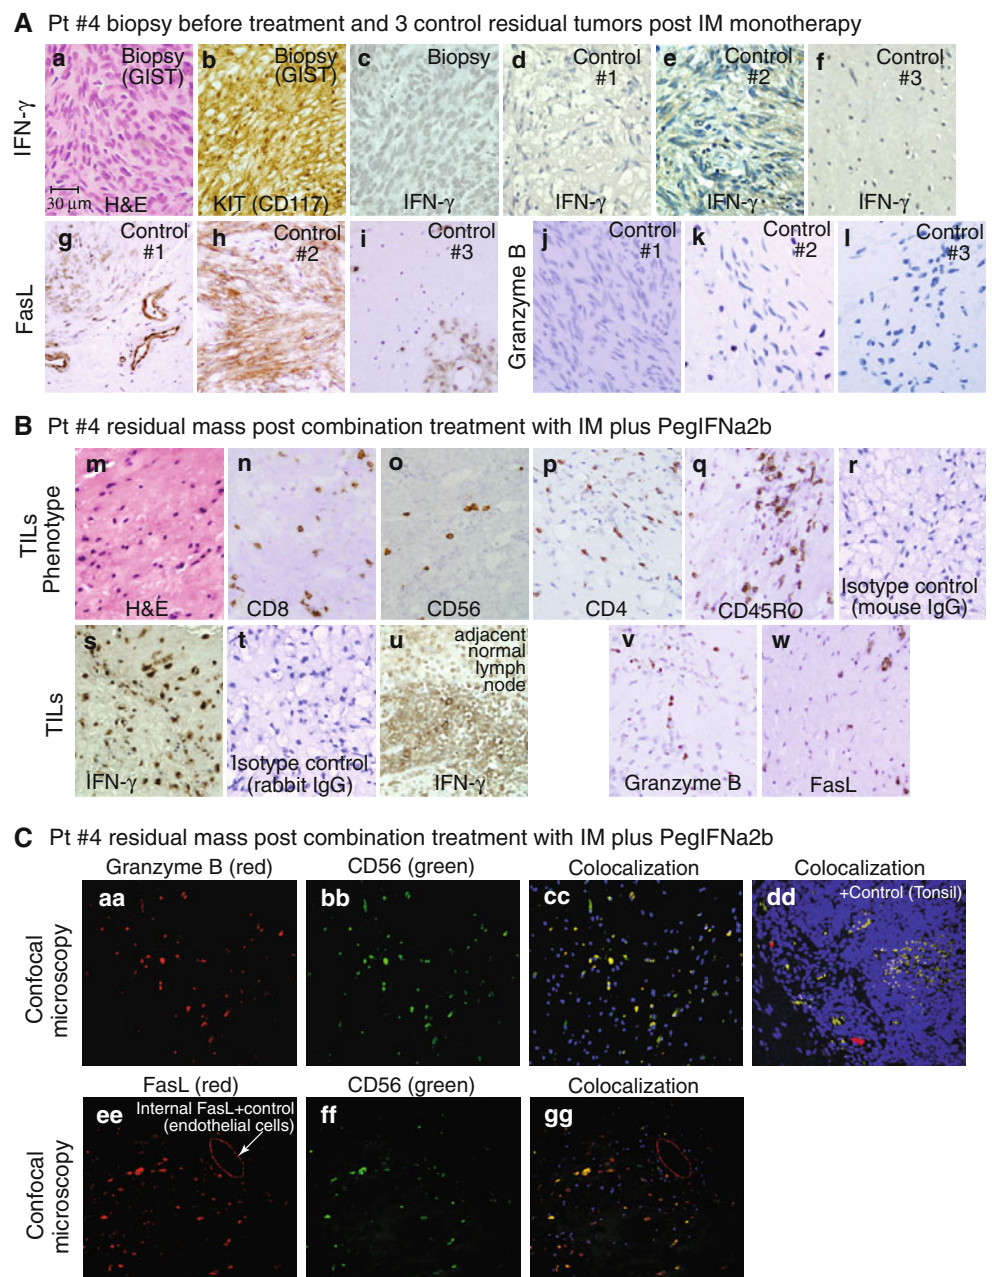 A Pt #4 biopsy before treatment and 3 control residual tumors post IM monotherapy
IFN-γ
a
Biopsy
(GIST)
30 µm
H&E
b
Biopsy
(GIST)
KIT (CD117)
c
Biopsy
IFN-γ
d
Control
#1
IFN-γ
e
Control
#2
IFN-γ
f
Control
#3
IFN-γ
FasL
g
Control
#1
h
Control
#2
i
Control
#3
Granzyme B
j
Control
#1
k
Control
#2
l
Control
#3
B Pt #4 residual mass post combination treatment with IM plus PegIFNa2b
TILs
Phenotype
m
H&E
n
CD8
o
CD56
p
CD4
q
CD45RO
r
Isotype control
(mouse IgG)
TILs
s
IFN-γ
t
Isotype control
(rabbit IgG)
u
adjacent
normal
lymph
node
IFN-γ
v
Granzyme B
w
FasL
C Pt #4 residual mass post combination treatment with IM plus PegIFNa2b
Confocal
microscopy
Granzyme B (red)
aa
CD56 (green)
bb
Colocalization
cc
Colocalization
dd
+Control (Tonsil)
Confocal
microscopy
FasL (red)
ee
Internal FasL+control
(endothelial cells)
CD56 (green)
ff
Colocalization
gg